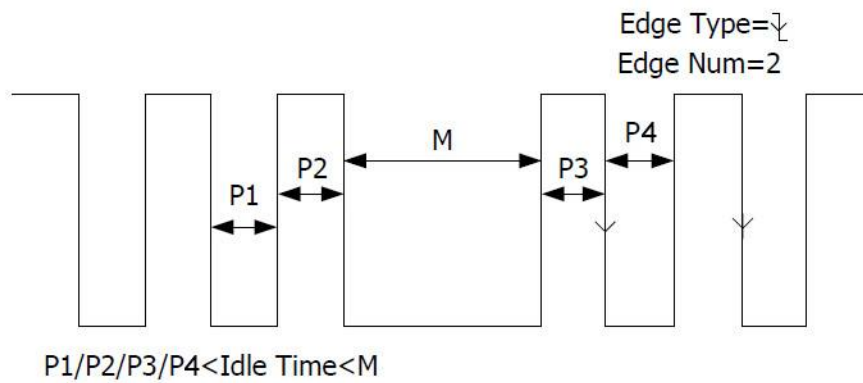 Edge Type=
Edge Num=2
M
P4
P2
P3
P1
P1/P2/P3/P4<Idle Time<M